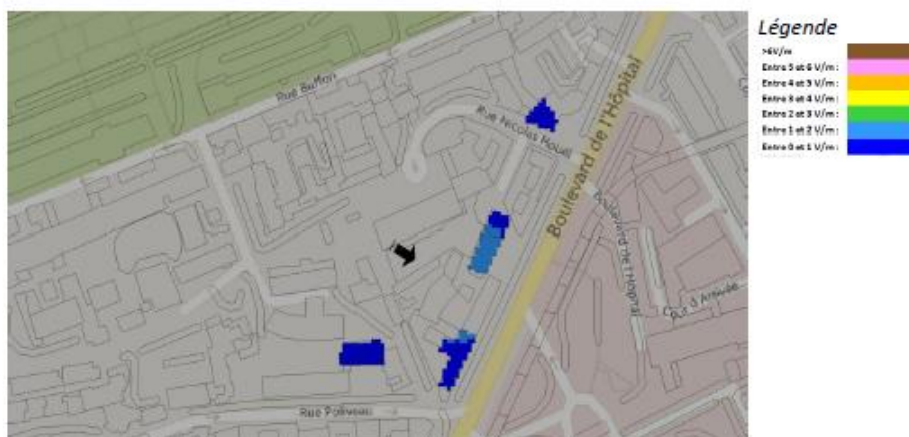 Légende
>6V/m
Entre 5 et 6 V/m :
Entre 4 et 5 V/m :
Entre 3 et 4 V/m :
Entre 2 et 3 V/m :
Entre 1 et 2 V/m :
Entre 0 et 1 V/m :
Rue Buffon
Rue Nicolas Houël
Boulevard de l'Hôpital
Boulevard de l'Hôpital
Rue Poliveau